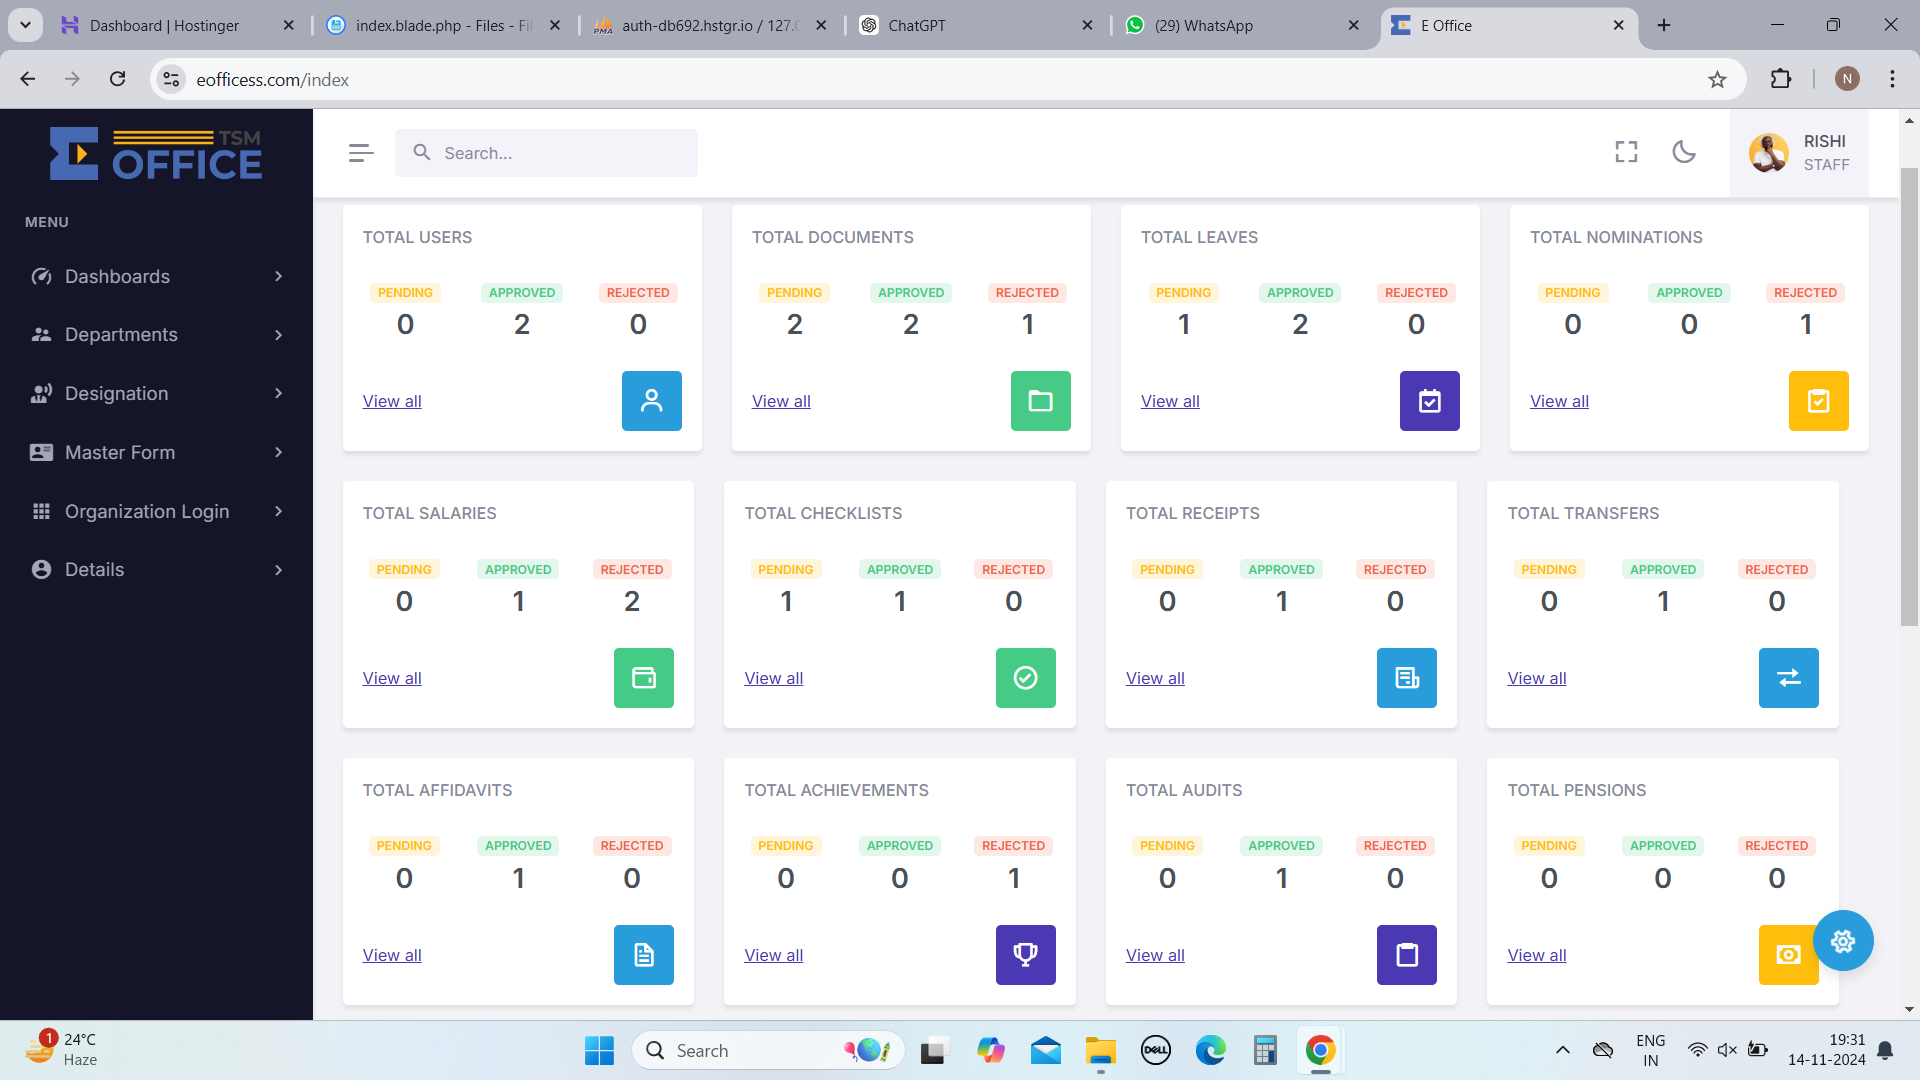 Dashboard | Hostinger
index.blade.php - Files - Fil
PMA
auth-db692.hstgr.io / 127.0
ChatGPT
(29) WhatsApp
E Office
eofficess.com/index
N
TSM
E OFFICE
Search...
RISHI
STAFF
MENU
Dashboards
Departments
Designation
Master Form
Organization Login
Details
TOTAL USERS
PENDING APPROVED REJECTED
0 2 0
View all
TOTAL DOCUMENTS
PENDING APPROVED REJECTED
2 2 1
View all
TOTAL LEAVES
PENDING APPROVED REJECTED
1 2 0
View all
TOTAL NOMINATIONS
PENDING APPROVED REJECTED
0 0 1
View all
TOTAL SALARIES
PENDING APPROVED REJECTED
0 1 2
View all
TOTAL CHECKLISTS
PENDING APPROVED REJECTED
1 1 0
View all
TOTAL RECEIPTS
PENDING APPROVED REJECTED
0 1 0
View all
TOTAL TRANSFERS
PENDING APPROVED REJECTED
0 1 0
View all
TOTAL AFFIDAVITS
PENDING APPROVED REJECTED
0 1 0
View all
TOTAL ACHIEVEMENTS
PENDING APPROVED REJECTED
0 0 1
View all
TOTAL AUDITS
PENDING APPROVED REJECTED
0 1 0
View all
TOTAL PENSIONS
PENDING APPROVED REJECTED
0 0 0
View all
1
24°C
Haze
Search
DELL
ENG
IN
19:31
14-11-2024